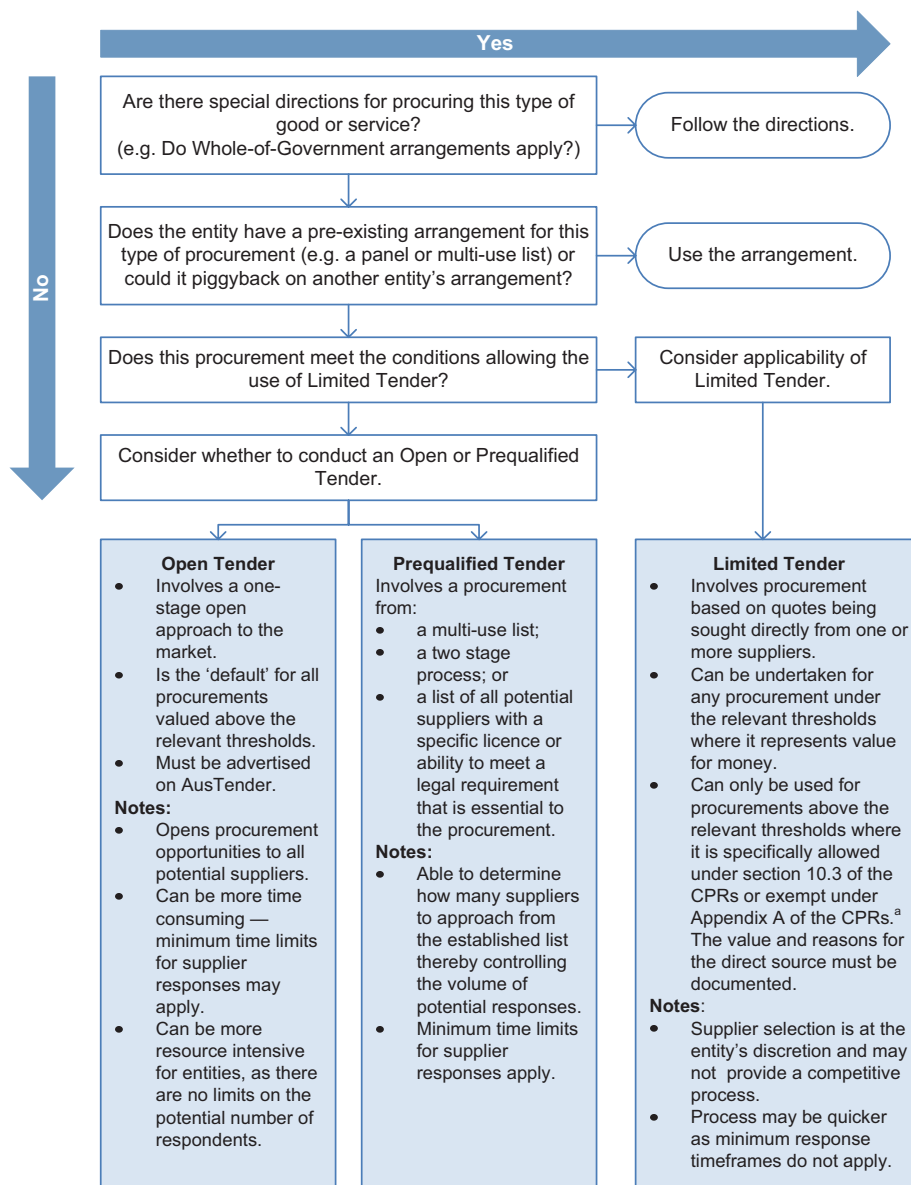 Yes
No
Are there special directions for procuring this type of
good or service?
(e.g. Do Whole-of-Government arrangements apply?)
Follow the directions.
Does the entity have a pre-existing arrangement for this
type of procurement (e.g. a panel or multi-use list) or
could it piggyback on another entity's arrangement?
Use the arrangement.
Does this procurement meet the conditions allowing the
use of Limited Tender?
Consider applicability of
Limited Tender.
Consider whether to conduct an Open or Prequalified
Tender.
Open Tender
• Involves a one-
stage open
approach to the
market.
• Is the 'default' for all
procurements
valued above the
relevant thresholds.
• Must be advertised
on AusTender.
Notes:
• Opens procurement
opportunities to all
potential suppliers.
• Can be more time
consuming —
minimum time limits
for supplier
responses may
apply.
• Can be more
resource intensive
for entities, as there
are no limits on the
potential number of
respondents.
Prequalified Tender
Involves a procurement
from:
• a multi-use list;
• a two stage
process; or
• a list of all potential
suppliers with a
specific licence or
ability to meet a
legal requirement
that is essential to
the procurement.
Notes:
• Able to determine
how many suppliers
to approach from
the established list
thereby controlling
the volume of
potential responses.
• Minimum time limits
for supplier
responses apply.
Limited Tender
• Involves procurement
based on quotes being
sought directly from one or
more suppliers.
• Can be undertaken for
any procurement under
the relevant thresholds
where it represents value
for money.
• Can only be used for
procurements above the
relevant thresholds where
it is specifically allowed
under section 10.3 of the
CPRs or exempt under
Appendix A of the CPRs.a
The value and reasons for
the direct source must be
documented.
Notes:
• Supplier selection is at the
entity's discretion and may
not provide a competitive
process.
• Process may be quicker
as minimum response
timeframes do not apply.